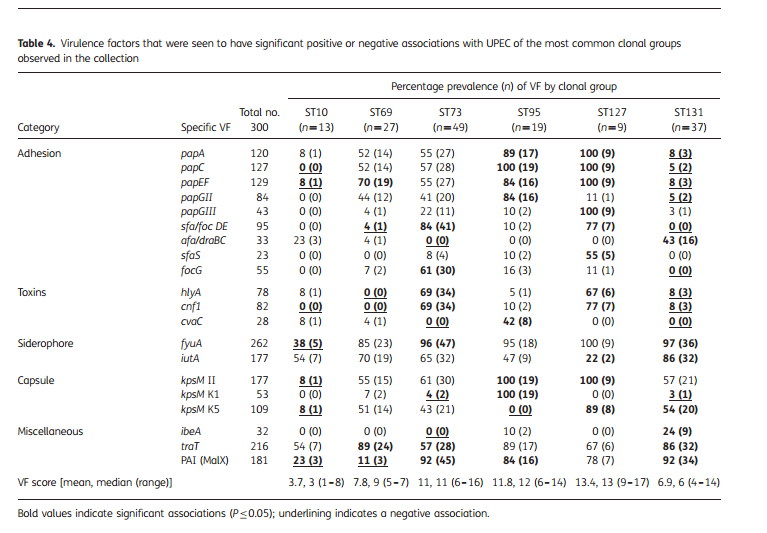 Table 4. Virulence factors that were seen to have significant positive or negative associations with UPEC of the most common clonal groups
observed in the collection
Percentage prevalence (n) of VF by clonal group
Total no. ST10 ST69 ST73 ST95 ST127 ST131
Category Specific VF 300 (n=13) (n=27) (n=49) (n=19) (n=9) (n=37)
Adhesion papA 120 8 (1) 52 (14) 55 (27) 89 (17) 100 (9) 8 (3)
papC 127 0 (0) 52 (14) 57 (28) 100 (19) 100 (9) 5 (2)
papEF 129 8 (1) 70 (19) 55 (27) 84 (16) 100 (9) 8 (3)
papGII 84 0 (0) 44 (12) 41 (20) 84 (16) 11 (1) 5 (2)
papGIII 43 0 (0) 4 (1) 22 (11) 10 (2) 100 (9) 3 (1)
sfa/foc DE 95 0 (0) 4 (1) 84 (41) 10 (2) 77 (7) 0 (0)
afa/draBC 33 23 (3) 4 (1) 0 (0) 0 (0) 0 (0) 43 (16)
sfaS 23 0 (0) 0 (0) 8 (4) 10 (2) 55 (5) 0 (0)
focG 55 0 (0) 7 (2) 61 (30) 16 (3) 11 (1) 0 (0)
Toxins hlyA 78 8 (1) 0 (0) 69 (34) 5 (1) 67 (6) 8 (3)
cnf1 82 0 (0) 0 (0) 69 (34) 10 (2) 77 (7) 8 (3)
cvaC 28 8 (1) 4 (1) 0 (0) 42 (8) 0 (0) 0 (0)
Siderophore fyuA 262 38 (5) 85 (23) 96 (47) 95 (18) 100 (9) 97 (36)
iutA 177 54 (7) 70 (19) 65 (32) 47 (9) 22 (2) 86 (32)
Capsule kpsM II 177 8 (1) 55 (15) 61 (30) 100 (19) 100 (9) 57 (21)
kpsM K1 53 0 (0) 7 (2) 4 (2) 100 (19) 0 (0) 3 (1)
kpsM K5 109 8 (1) 51 (14) 43 (21) 0 (0) 89 (8) 54 (20)
Miscellaneous ibeA 32 0 (0) 0 (0) 0 (0) 10 (2) 0 (0) 24 (9)
traT 216 54 (7) 89 (24) 57 (28) 89 (17) 67 (6) 86 (32)
PAI (MalX) 181 23 (3) 11 (3) 92 (45) 84 (16) 78 (7) 92 (34)
VF score [mean, median (range)] 3.7, 3 (1–8) 7.8, 9 (5–7) 11, 11 (6–16) 11.8, 12 (6–14) 13.4, 13 (9–17) 6.9, 6 (4–14)
Bold values indicate significant associations (P≤0.05); underlining indicates a negative association.